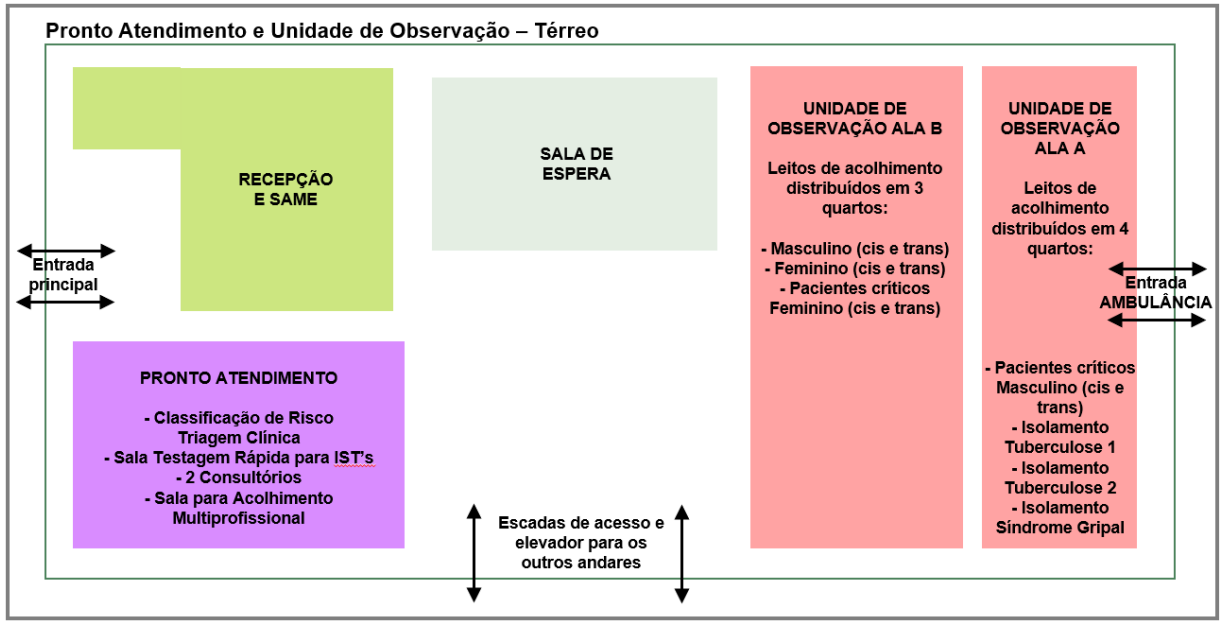 Pronto Atendimento e Unidade de Observação – Térreo
RECEPÇÃO
E SAME
SALA DE
ESPERA
UNIDADE DE
OBSERVAÇÃO ALA B
Leitos de acolhimento
distribuídos em 3
quartos:
- Masculino (cis e trans)
- Feminino (cis e trans)
- Pacientes críticos
Feminino (cis e trans)
UNIDADE DE
OBSERVAÇÃO
ALA A
Leitos de
acolhimento
distribuídos em 4
quartos:
- Pacientes críticos
Masculino (cis e
trans)
- Isolamento
Tuberculose 1
- Isolamento
Tuberculose 2
- Isolamento
Síndrome Gripal
Entrada
principal
Entrada
AMBULÂNCIA
PRONTO ATENDIMENTO
- Classificação de Risco
Triagem Clínica
- Sala Testagem Rápida para IST’s
- 2 Consultórios
- Sala para Acolhimento
Multiprofissional
Escadas de acesso e
elevador para os
outros andares